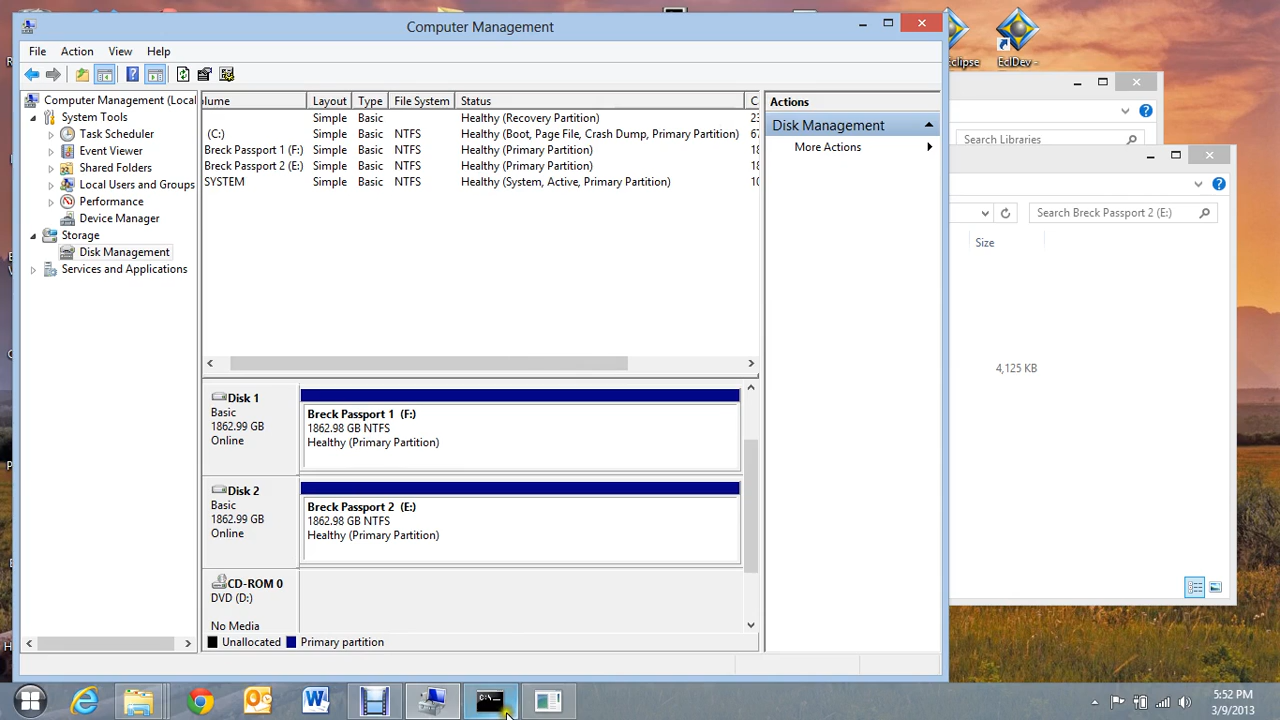 Computer Management
File Action View Help
Computer Management (Local
System Tools
Task Scheduler
Event Viewer
Shared Folders
Local Users and Groups
Performance
Device Manager
Storage
Disk Management
Services and Applications
lume Layout Type File System Status C
Simple Basic Healthy (Recovery Partition) 23
(C:) Simple Basic NTFS Healthy (Boot, Page File, Crash Dump, Primary Partition) 67
Breck Passport 1 (F:) Simple Basic NTFS Healthy (Primary Partition) 18
Breck Passport 2 (E:) Simple Basic NTFS Healthy (Primary Partition) 18
SYSTEM Simple Basic NTFS Healthy (System, Active, Primary Partition) 10
Disk 1
Basic
1862.99 GB
Online
Breck Passport 1 (F:)
1862.98 GB NTFS
Healthy (Primary Partition)
Disk 2
Basic
1862.99 GB
Online
Breck Passport 2 (E:)
1862.98 GB NTFS
Healthy (Primary Partition)
CD-ROM 0
DVD (D:)
No Media
Unallocated Primary partition
Actions
Disk Management
More Actions
Eclipse
EclDev -
Search Libraries
Search Breck Passport 2 (E:)
Size
4,125 KB
C:\
5:52 PM
3/9/2013